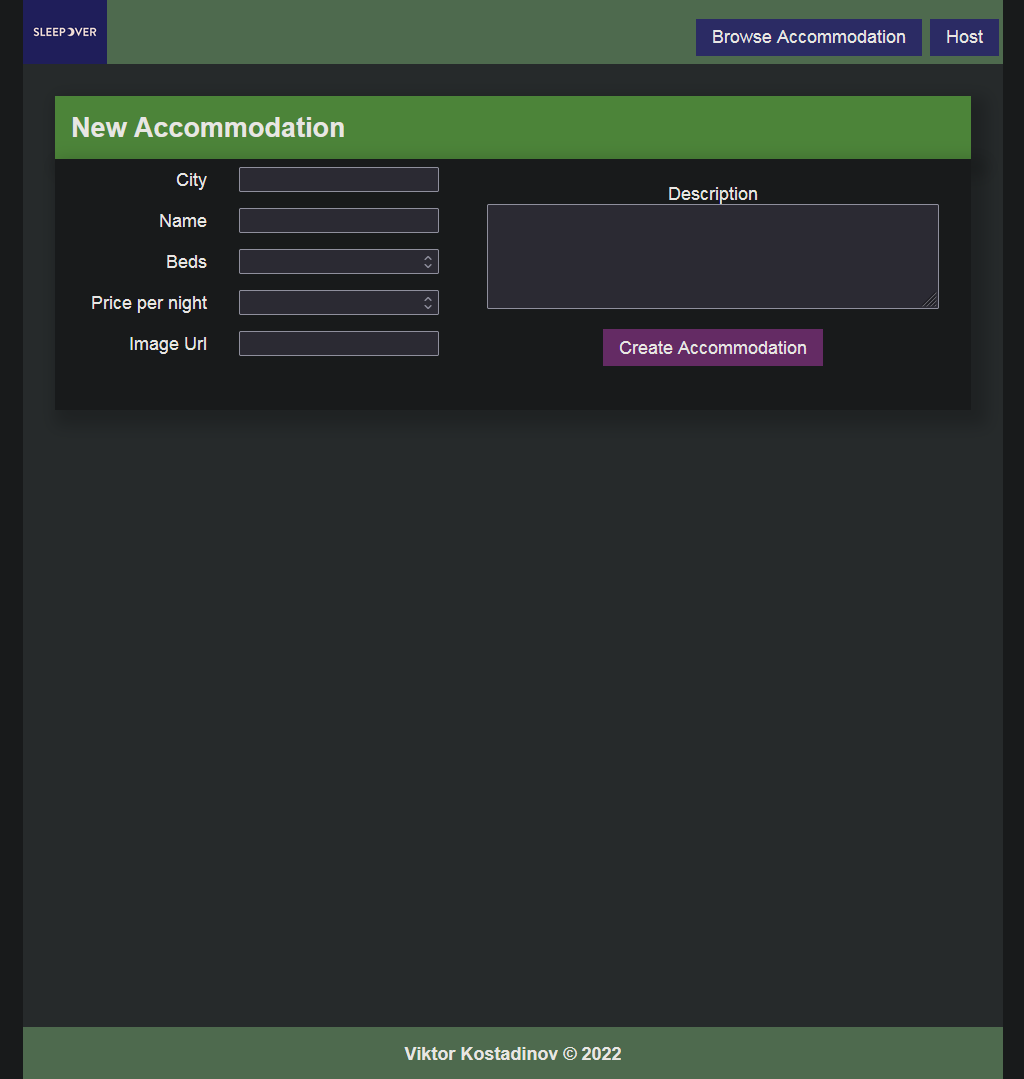 SLEEPOVER
Browse Accommodation
Host
New Accommodation
City
Name
Beds
Price per night
Image Url
Description
Create Accommodation
Viktor Kostadinov © 2022